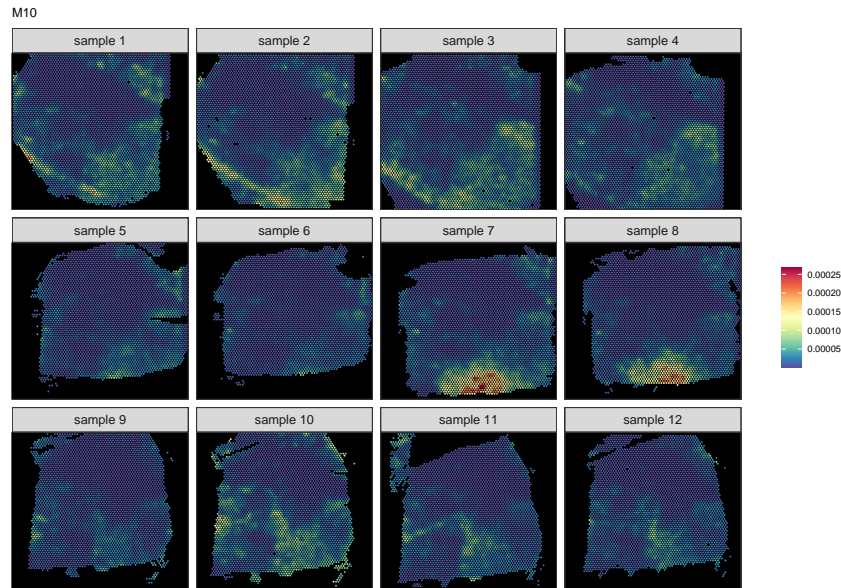 M10
sample 1
sample 2
sample 3
sample 4
sample 5
sample 6
sample 7
sample 8
0.00025
0.00020
0.00015
0.00010
0.00005
sample 9
sample 10
sample 11
sample 12